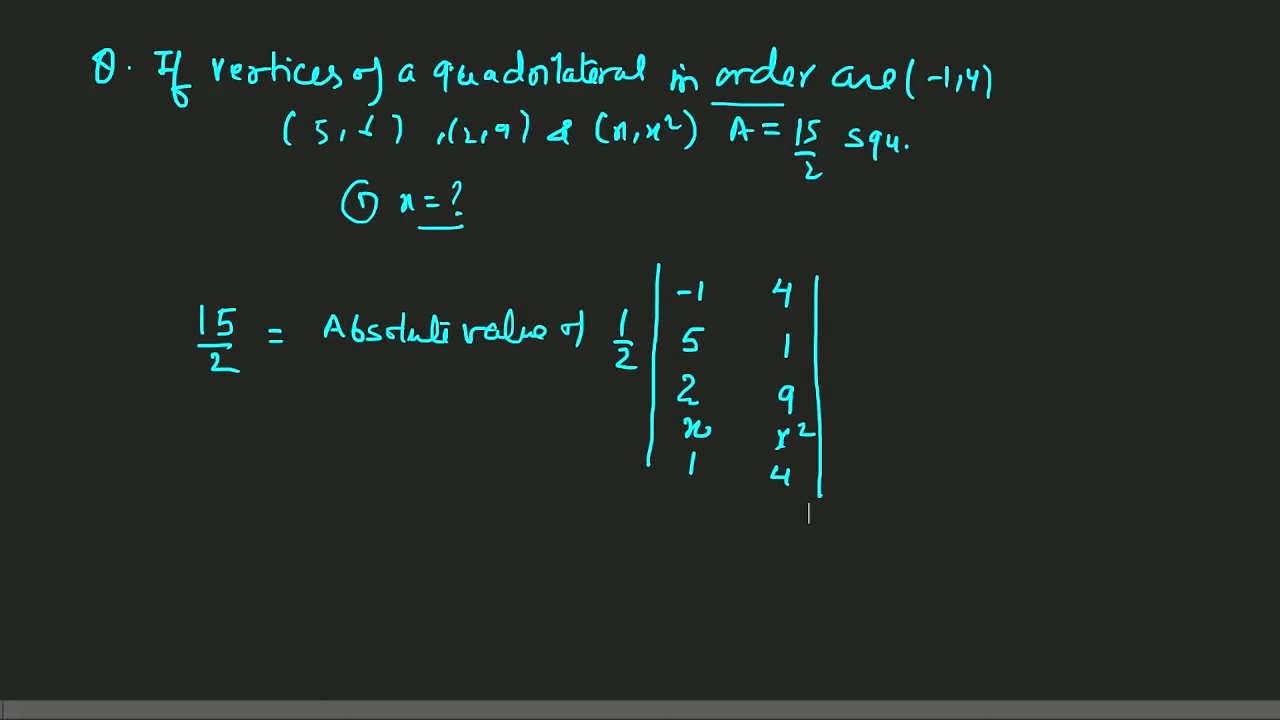 Q. If vertices of a quadrilateral in order are (-1,4)
(5,1) ,(2,9) & (x,x²) A = 15/2 squ.
① x = ?
15/2 = Absolute value of 1/2 | -1 4 |
5 1
2 9
x x²
1 4